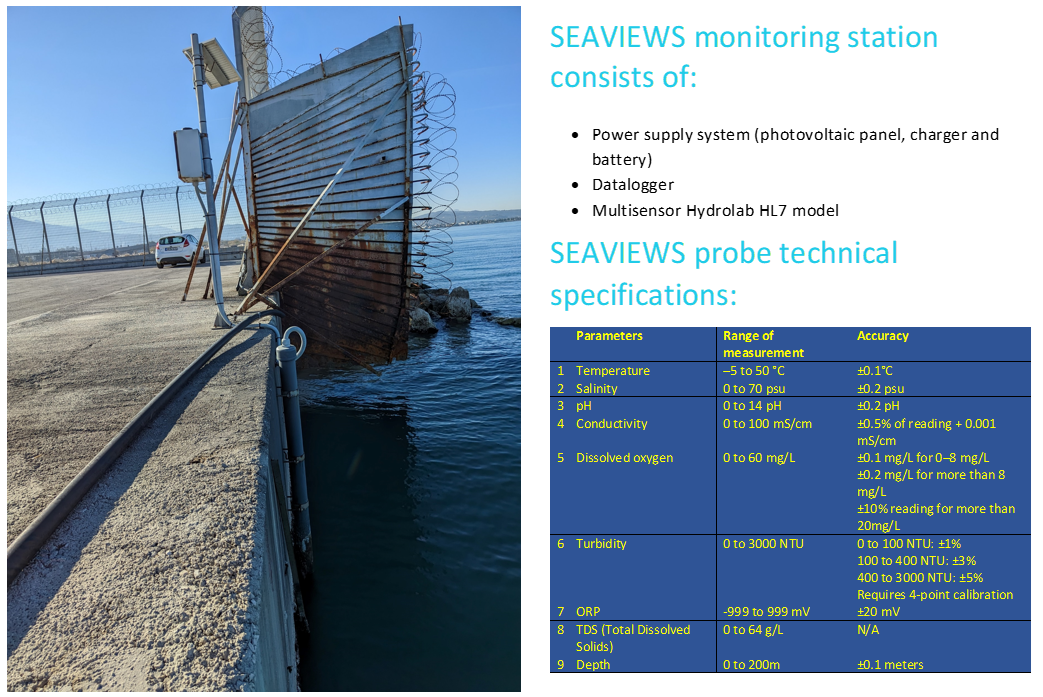 SEAVIEWS monitoring station
consists of:
• Power supply system (photovoltaic panel, charger and
battery)
• Datalogger
• Multisensor Hydrolab HL7 model
SEAVIEWS probe technical
specifications:
Parameters Range of measurement Accuracy
1 Temperature –5 to 50 °C ±0.1°C
2 Salinity 0 to 70 psu ±0.2 psu
3 pH 0 to 14 pH ±0.2 pH
4 Conductivity 0 to 100 mS/cm ±0.5% of reading + 0.001
mS/cm
5 Dissolved oxygen 0 to 60 mg/L ±0.1 mg/L for 0–8 mg/L
±0.2 mg/L for more than 8
mg/L
±10% reading for more than
20mg/L
6 Turbidity 0 to 3000 NTU 0 to 100 NTU: ±1%
100 to 400 NTU: ±3%
400 to 3000 NTU: ±5%
Requires 4-point calibration
7 ORP -999 to 999 mV ±20 mV
8 TDS (Total Dissolved Solids) 0 to 64 g/L N/A
9 Depth 0 to 200m ±0.1 meters